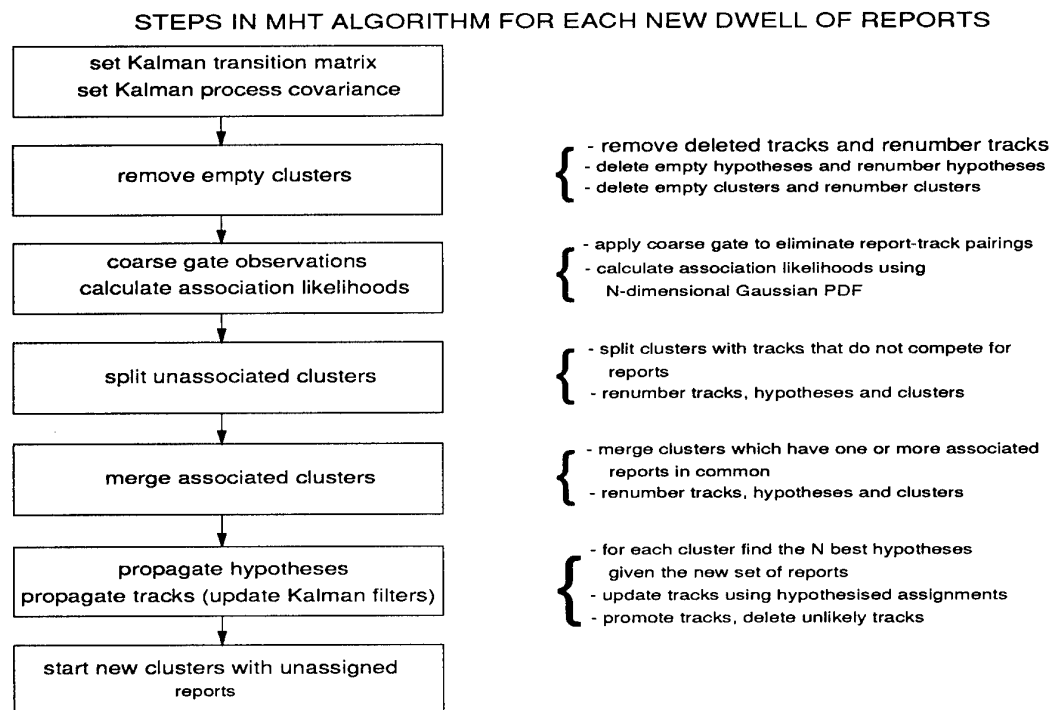 STEPS IN MHT ALGORITHM FOR EACH NEW DWELL OF REPORTS
set Kalman transition matrix
set Kalman process covariance
remove empty clusters
- remove deleted tracks and renumber tracks
- delete empty hypotheses and renumber hypotheses
- delete empty clusters and renumber clusters
coarse gate observations
calculate association likelihoods
- apply coarse gate to eliminate report-track pairings
- calculate association likelihoods using
N-dimensional Gaussian PDF
split unassociated clusters
- split clusters with tracks that do not compete for
reports
- renumber tracks, hypotheses and clusters
merge associated clusters
- merge clusters which have one or more associated
reports in common
- renumber tracks, hypotheses and clusters
propagate hypotheses
propagate tracks (update Kalman filters)
- for each cluster find the N best hypotheses
given the new set of reports
- update tracks using hypothesised assignments
- promote tracks, delete unlikely tracks
start new clusters with unassigned
reports